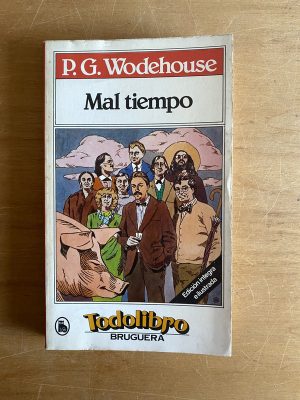 P. G. Wodehouse
Mal tiempo
Edición íntegra
e ilustrada
Todolibro
BRUGUERA